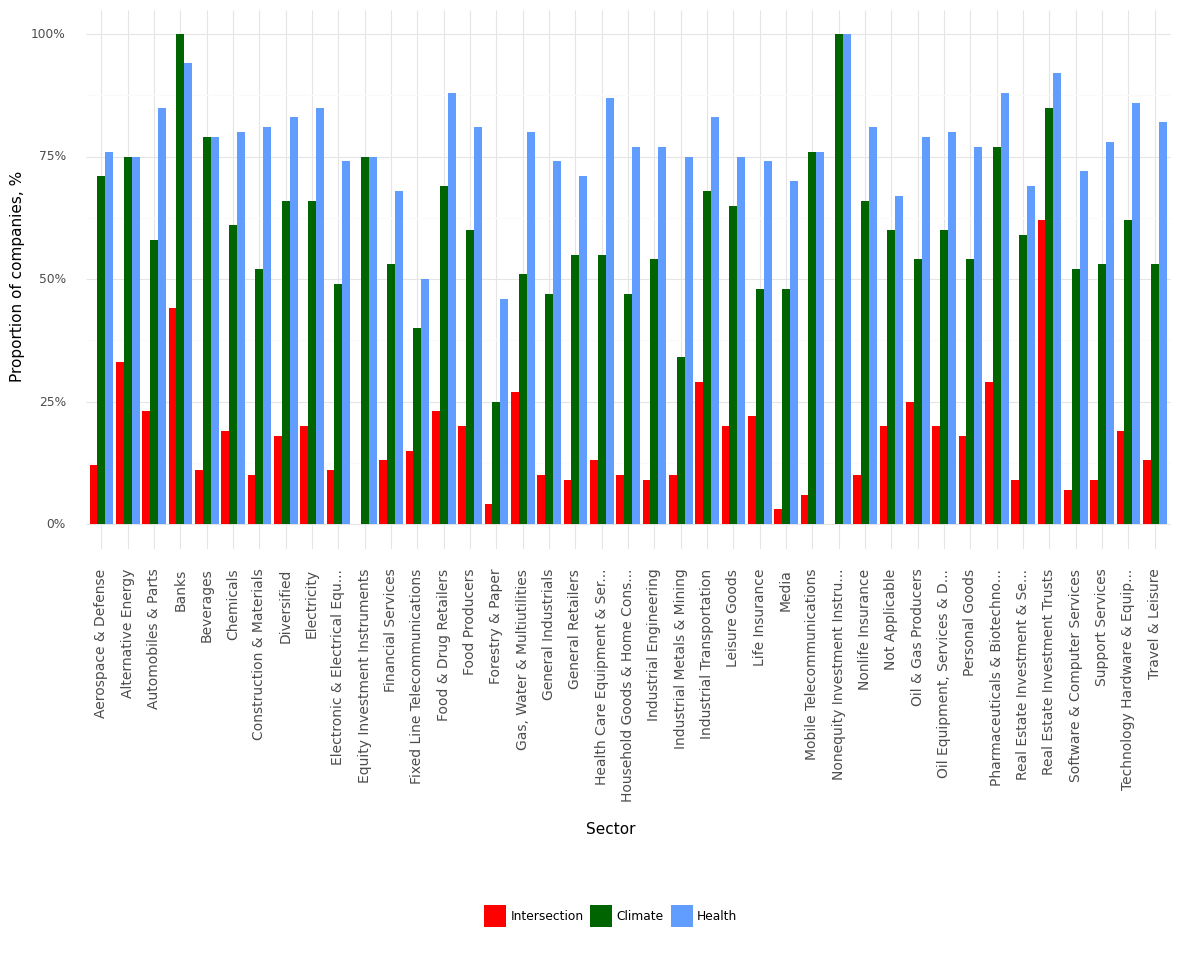 100%
75%
50%
25%
0%
Proportion of companies, %
Aerospace & Defense
Alternative Energy
Automobiles & Parts
Banks
Beverages
Chemicals
Construction & Materials
Diversified
Electricity
Electronic & Electrical Equ...
Equity Investment Instruments
Financial Services
Fixed Line Telecommunications
Food & Drug Retailers
Food Producers
Forestry & Paper
Gas, Water & Multiutilities
General Industrials
General Retailers
Health Care Equipment & Ser...
Household Goods & Home Cons...
Industrial Engineering
Industrial Metals & Mining
Industrial Transportation
Leisure Goods
Life Insurance
Media
Mobile Telecommunications
Nonequity Investment Instru...
Nonlife Insurance
Not Applicable
Oil & Gas Producers
Oil Equipment, Services & D...
Personal Goods
Pharmaceuticals & Biotechno...
Real Estate Investment & Se...
Real Estate Investment Trusts
Software & Computer Services
Support Services
Technology Hardware & Equip...
Travel & Leisure
Sector
Intersection Climate Health